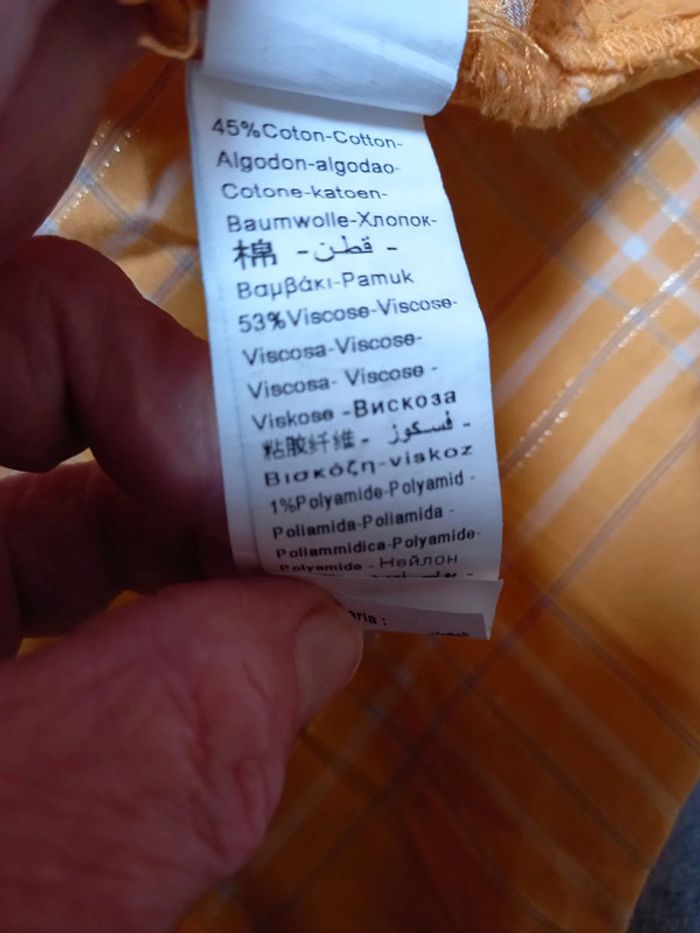 45%Coton-Cotton-
Algodon-algodao-
Cotone-katoen-
Baumwolle-Хлопок-
棉 - قطن -
Βαμβάκι-Pamuk
53%Viscose-Viscose-
Viscosa-Viscose-
Viscosa- Viscose -
Viskose -Вискоза
粘胶纤维 - فسكوز -
Βισκόζη-viskoz
1%Polyamide-Polyamid -
Poliamida-Poliamida -
Poliammidica-Polyamide-
Polyamide - Нейлон